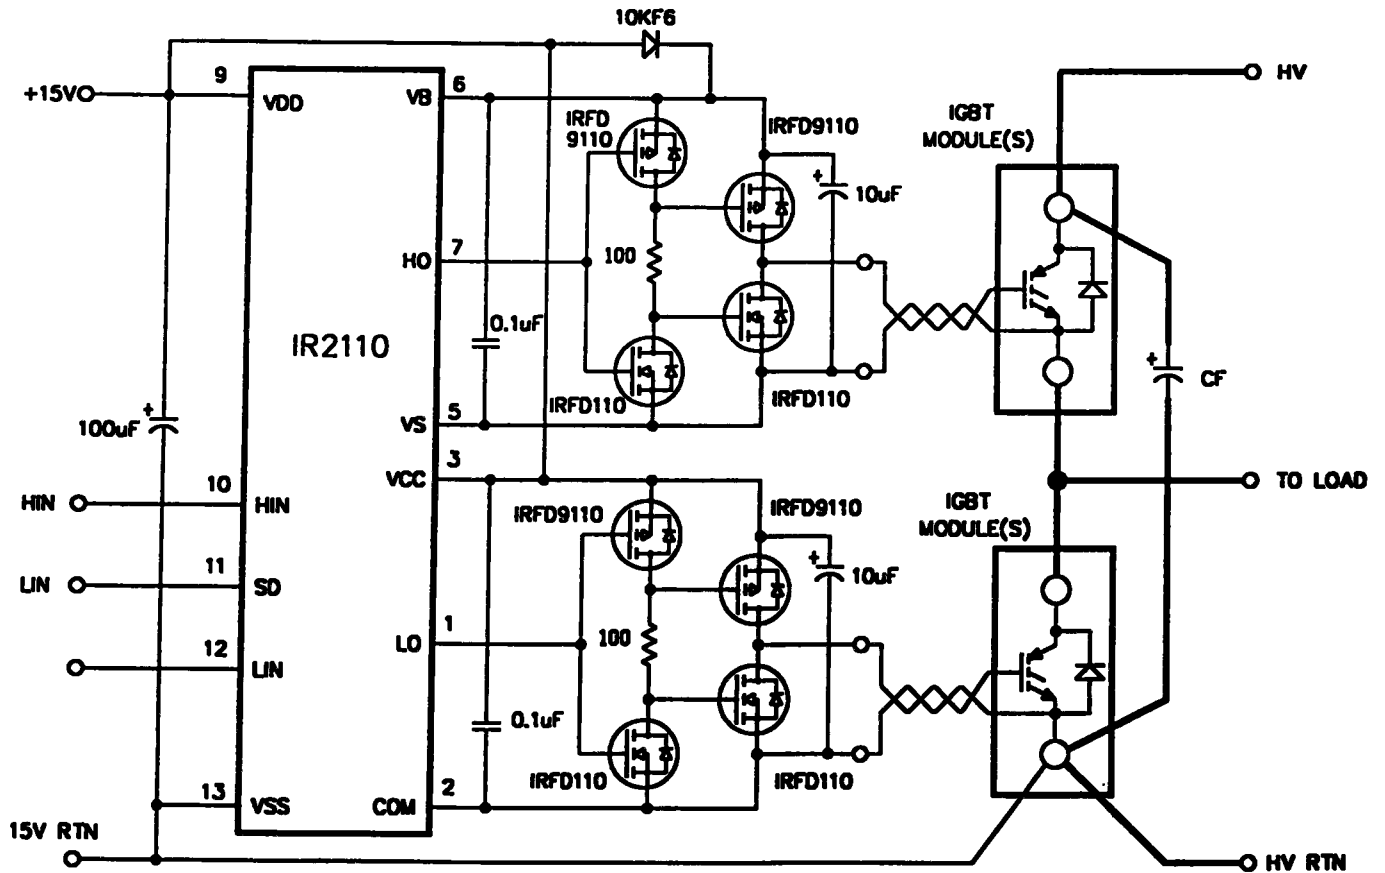 10KF6
+15V
9
VDD
VB
6
IRFD
9110
IRFD9110
+
10uF
IGBT
MODULE(S)
HV
7
HO
100
0.1uF
IR2110
IRFD110
IRFD110
+
CF
+
100uF
5
VS
3
VCC
HIN
10
HIN
IRFD9110
IRFD9110
+
10uF
IGBT
MODULE(S)
TO LOAD
LIN
11
SD
1
LO
100
12
LIN
0.1uF
IRFD110
IRFD110
2
COM
13
VSS
15V RTN
HV RTN